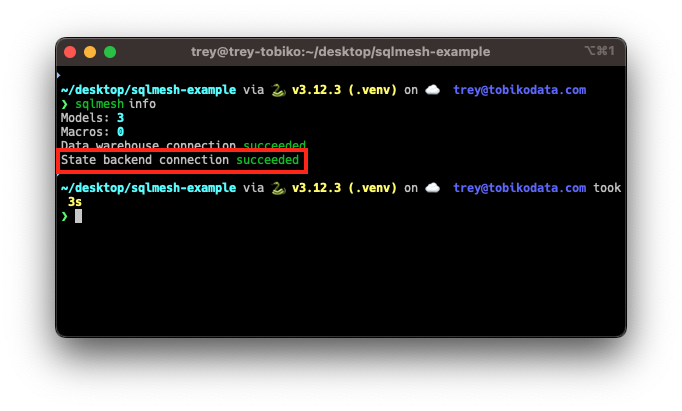 trey@trey-tobiko:~/desktop/sqlmesh-example
⌥⌘1
~/desktop/sqlmesh-example via 🐍 v3.12.3 (.venv) on ☁️ trey@tobikodata.com
❯ sqlmesh info
Models: 3
Macros: 0
Data warehouse connection succeeded
State backend connection succeeded
~/desktop/sqlmesh-example via 🐍 v3.12.3 (.venv) on ☁️ trey@tobikodata.com took
3s
❯